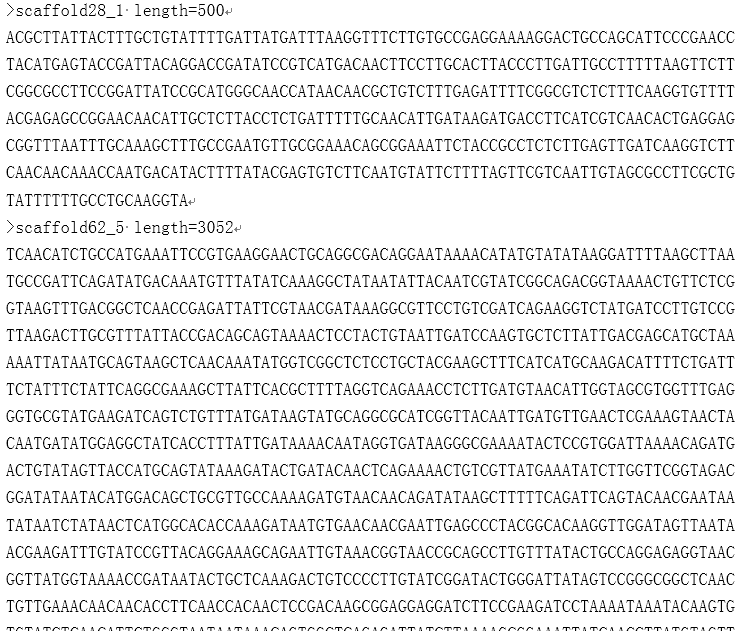 >scaffold28_1 length=500
ACGCTTATTACTTTGCTGTATTTTGATTATGATTTAAGGTTTCTTGTGCCGAGGAAAAGGACTGCCAGCATTCCCGAACC
TACATGAGTACCGATTACAGGACCGATATCCGTCATGACAACTTCCTTGCACTTACCCTTGATTGCCTTTTTAAGTTCTT
CGGCGCCTTCCGGATTATCCGCATGGGCAACCATAACAACGCTGTCTTTGAGATTTTCGGCGTCTCTTTCAAGGTGTTTT
ACGAGAGCCGGAACAACATTGCTCTTACCTCTGATTTTTGCAACATTGATAAGATGACCTTCATCGTCAACACTGAGGAG
CGGTTTAATTTGCAAAGCTTTGCCGAATGTTGCGGAAACAGCGGAAATTCTACCGCCTCTCTTGAGTTGATCAAGGTCTT
CAACAACAAACCAATGACATACTTTTATACGAGTGTCTTCAATGTATTCTTTTAGTTCGTCAATTGTAGCGCCTTCGCTG
TATTTTTTGCCTGCAAGGTA
>scaffold62_5 length=3052
TCAACATCTGCCATGAAATTCCGTGAAGGAACTGCAGGCGACAGGAATAAAACATATGTATATAAGGATTTTAAGCTTAA
TGCCGATTCAGATATGACAAATGTTTATATCAAAGGCTATAATATTACAATCGTATCGGCAGACGGTAAAACTGTTCTCG
GTAAGTTTGACGGCTCAACCGAGATTATTCGTAACGATAAAGGCGTTCCTGTCGATCAGAAGGTCTATGATCCTTGTCCG
TTAAGACTTGCGTTTATTACCGACAGCAGTAAAACTCCTACTGTAATTGATCCAAGTGCTCTTATTGACGAGCATGCTAA
AAATTATAATGCAGTAAGCTCAACAAATATGGTCGGCTCTCCTGCTACGAAGCTTTCATCATGCAAGACATTTTCTGATT
TCTATTTCTATTCAGGCGAAAGCTTATTCACGCTTTTAGGTCAGAAACCTCTTGATGTAACATTGGTAGCGTGGTTTGAG
GGTGCGTATGAAGATCAGTCTGTTTATGATAAGTATGCAGGCGCATCGGTTACAATTGATGTTGAACTCGAAAGTAACTA
CAATGATATGGAGGCTATCACCTTTATTGATAAAACAATAGGTGATAAGGGCGAAAATACTCCGTGGATTAAAACAGATG
ACTGTATAGTTACCATGCAGTATAAAGATACTGATACAACTCAGAAAACTGTCGTTATGAAATATCTTGGTTCGGTAGAC
GGATATAATACATGGACAGCTGCGTTGCCAAAAGATGTAACAACAGATATAAGCTTTTTCAGATTCAGTACAACGAATAA
TATAATCTATAACTCATGGCACACACCAAAGATAATGTGAACAACGAATTGAGCCCTACGGCACAAGGTTGGATAGTTAATA
ACGAAGATTTGTATCCGTTACAGGAAAGCAGAATTGTAAACGGTAACCGCAGCCTTGTTTATACTGCCAGGAGAGGTAAC
GGTTATGGTAAAACCGATAATACTGCTCAAAGACTGTCCCCTTGTATCGGATACTGGGATTATAGTCCGGGCGGCTCAAC
TGTTGAAACAACAACACCTTCAACCACAACTCCGACAAGCGGAGGAGGATCTTCCGAAGATCCTAAAATAAATACAAGTG